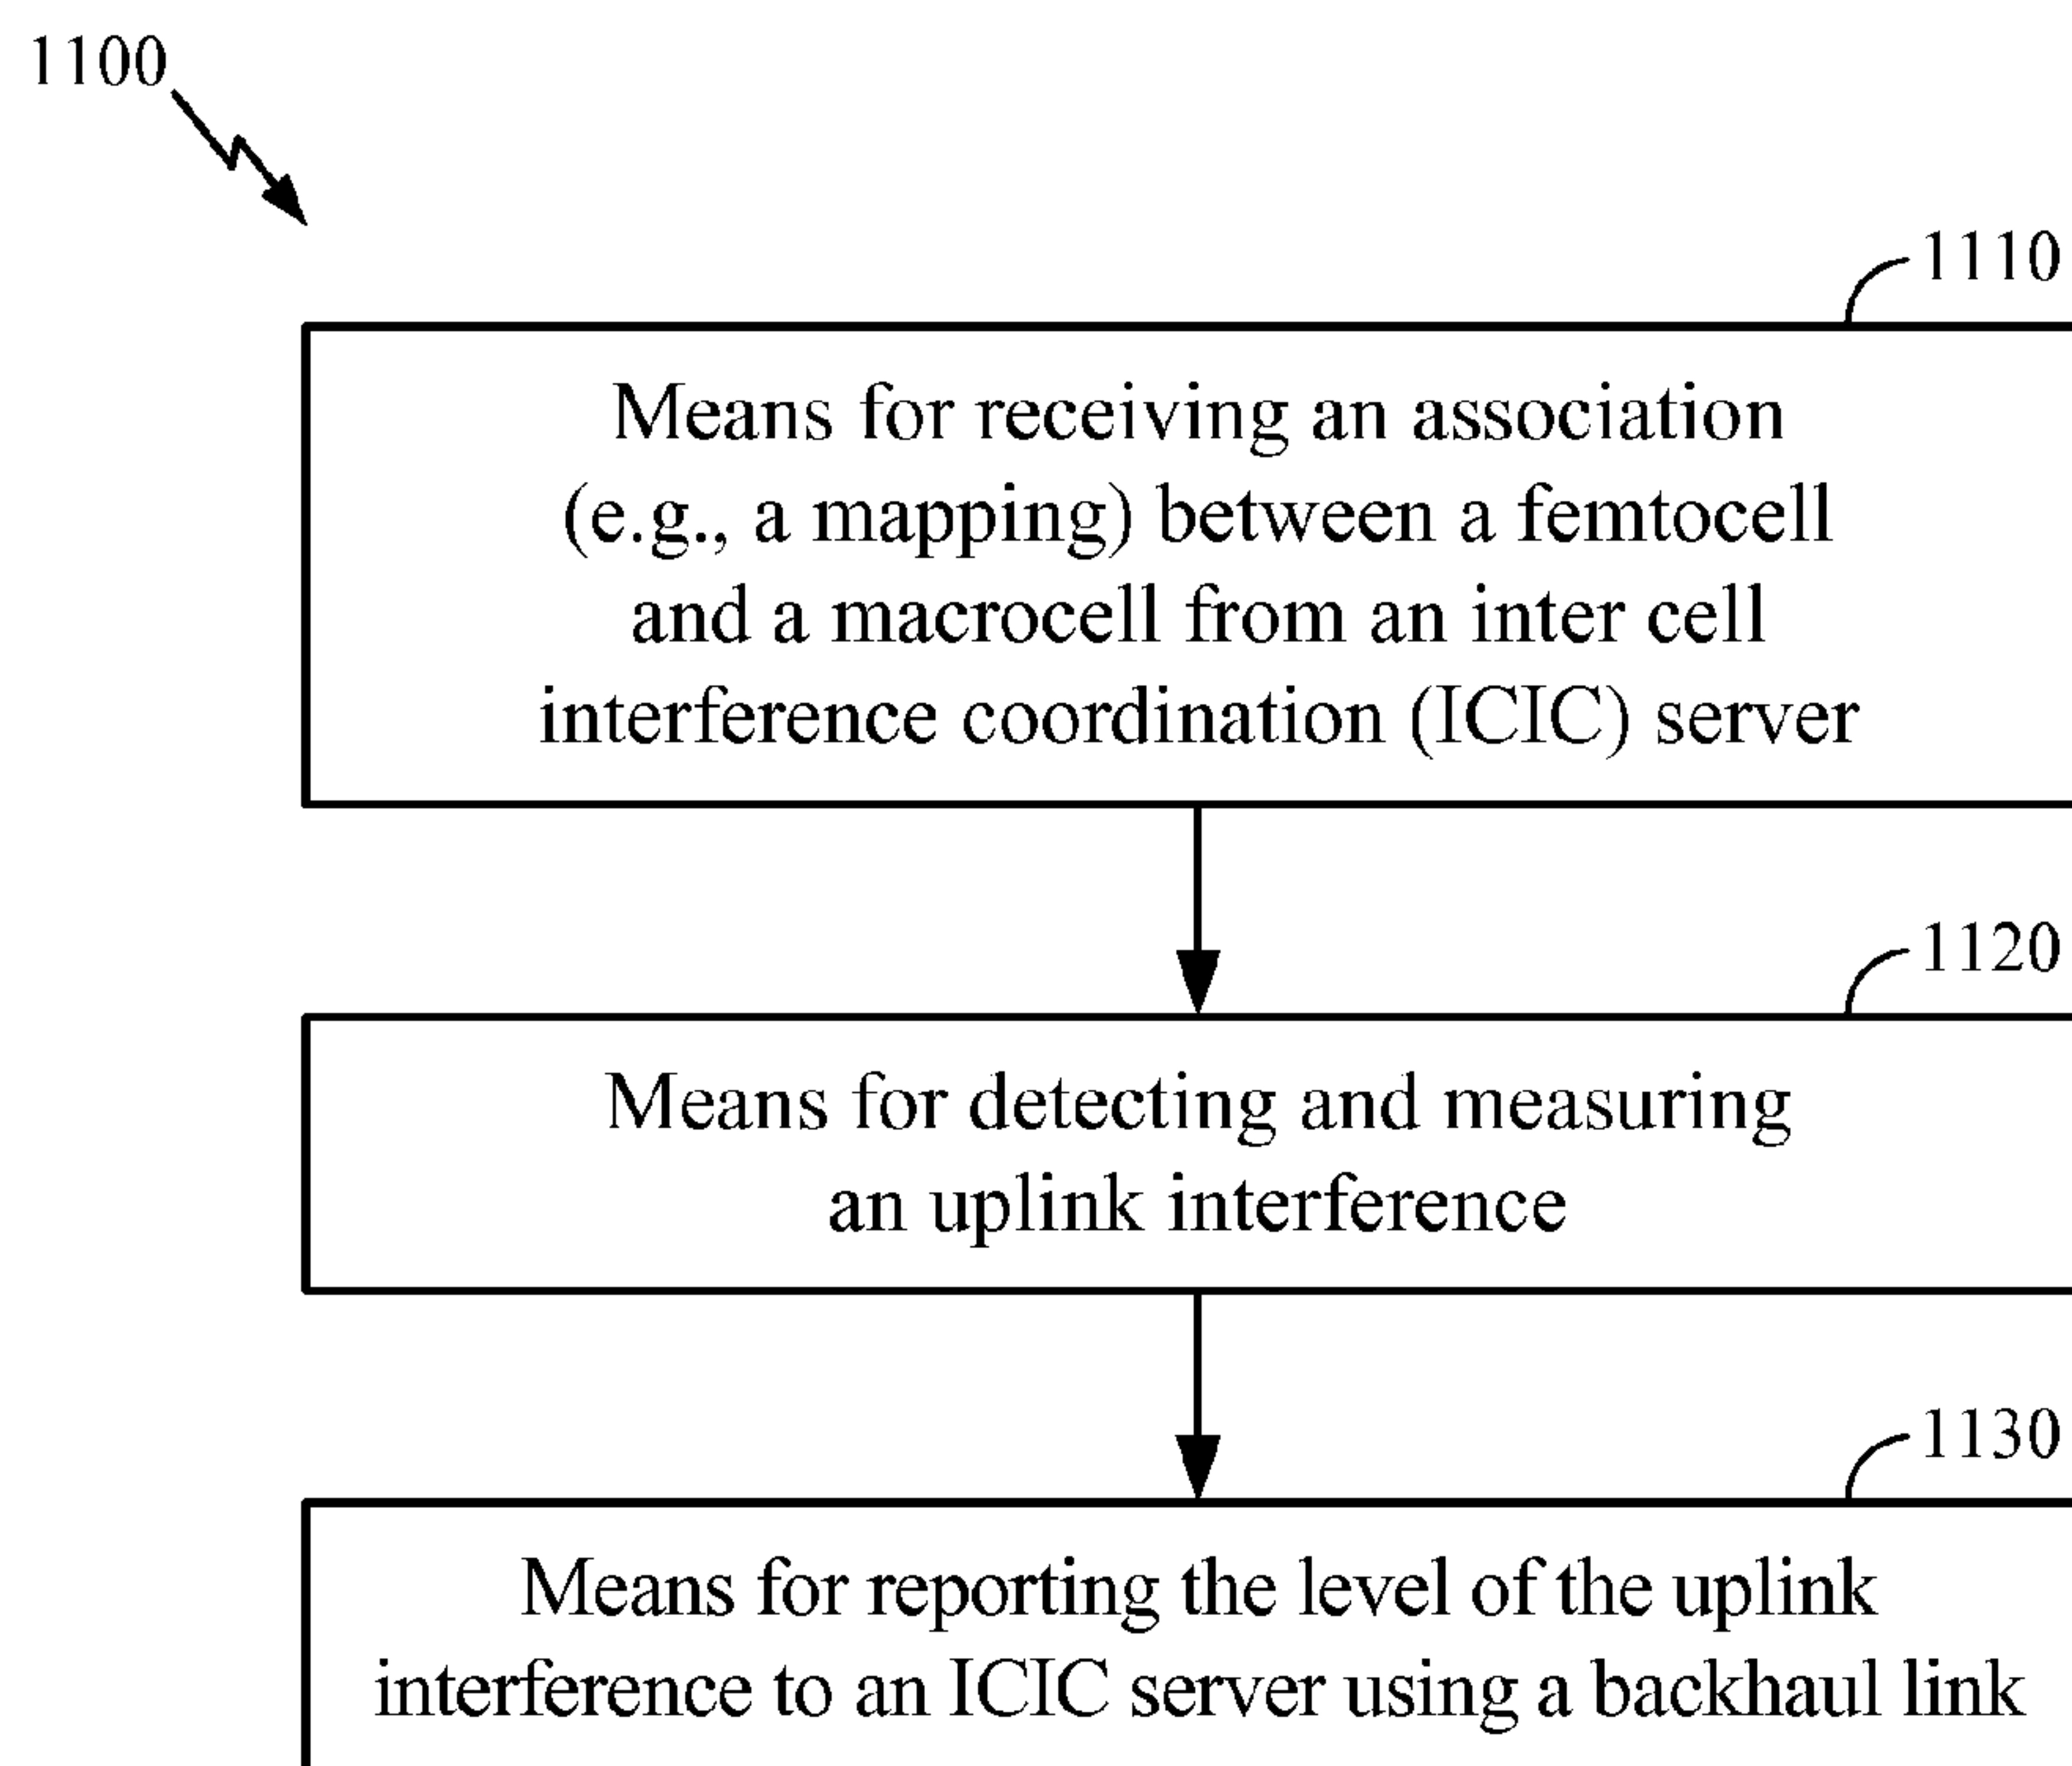 1100
1110
Means for receiving an association
(e.g., a mapping) between a femtocell
and a macrocell from an inter cell
interference coordination (ICIC) server
1120
Means for detecting and measuring
an uplink interference
1130
Means for reporting the level of the uplink
interference to an ICIC server using a backhaul link